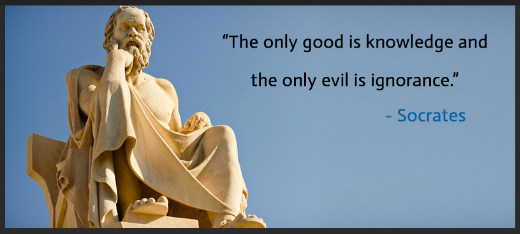 “The only good is knowledge and
the only evil is ignorance.”
- Socrates